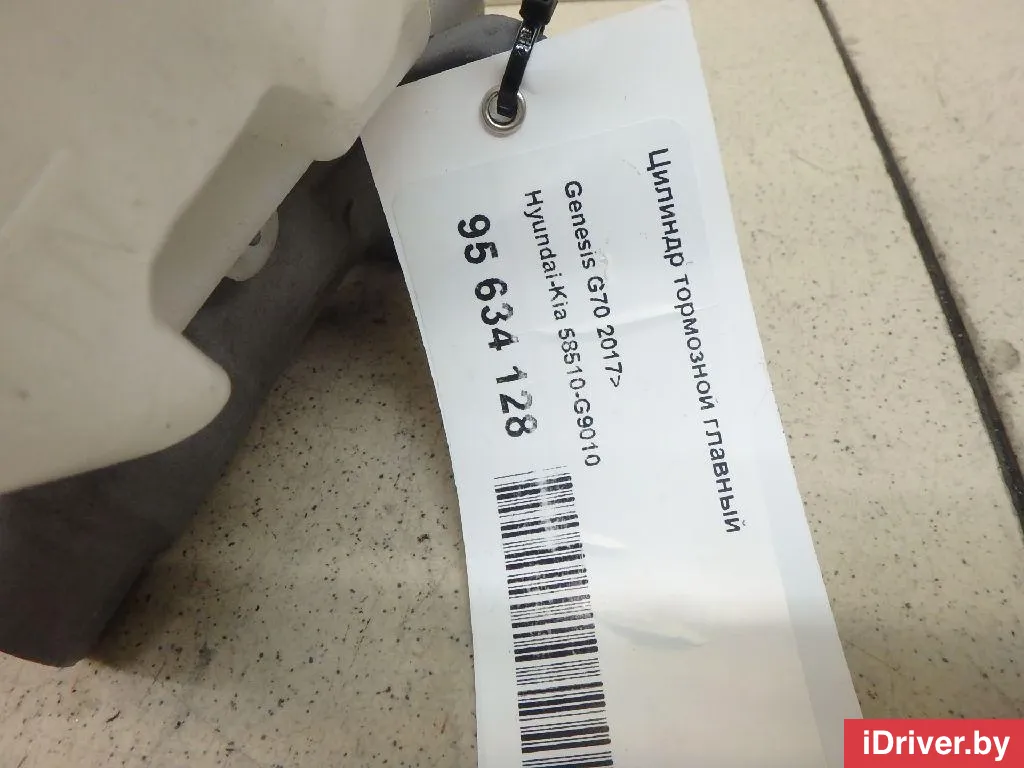 Цилиндр тормозной главный
Genesis G70 2017>
Hyundai-Kia 58510-G9010
95 634 128
iDriver.by